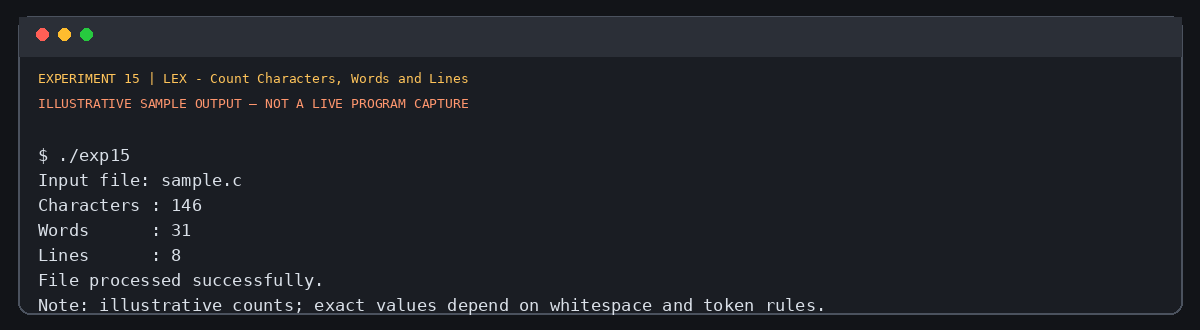 EXPERIMENT 15 | LEX - Count Characters, Words and Lines
ILLUSTRATIVE SAMPLE OUTPUT — NOT A LIVE PROGRAM CAPTURE
$ ./exp15
Input file: sample.c
Characters : 146
Words      : 31
Lines      : 8
File processed successfully.
Note: illustrative counts; exact values depend on whitespace and token rules.